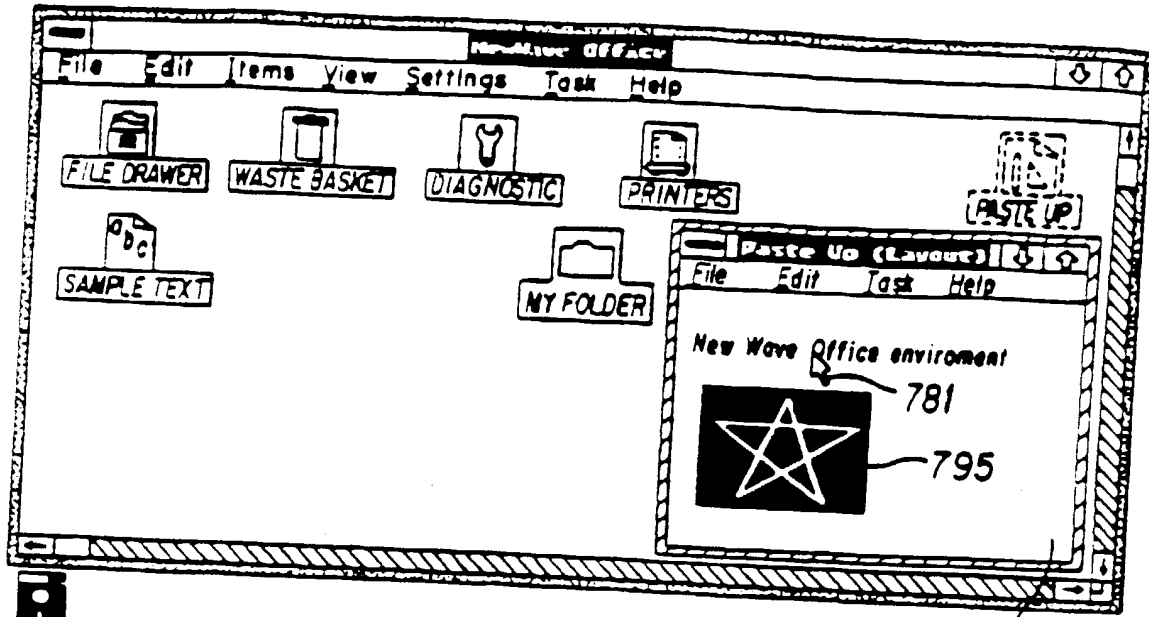 NewWave Office
File Edit Items View Settings Task Help
FILE DRAWER WASTE BASKET DIAGNOSTIC PRINTERS PASTE UP
abc
SAMPLE TEXT MY FOLDER
Paste Up (Layout)
File Edit Task Help
New Wave Office enviroment
781
795